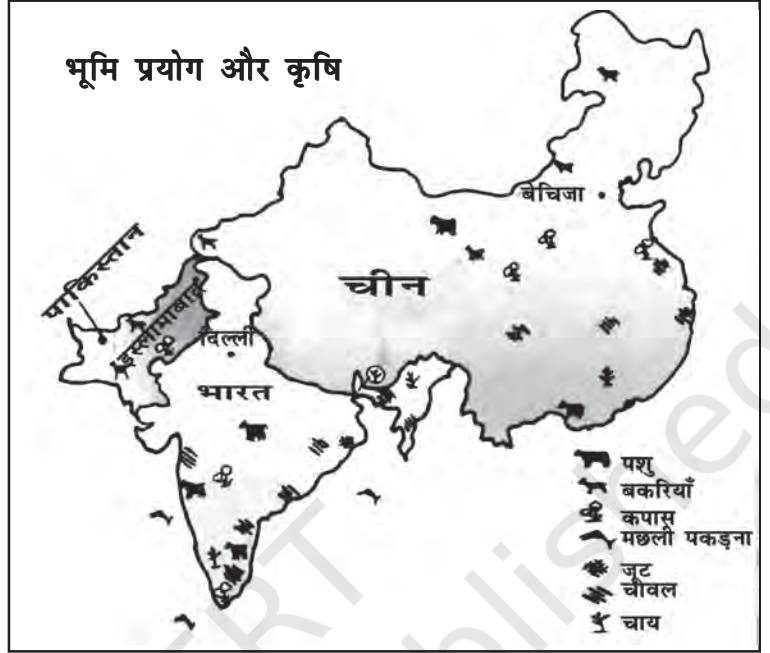 भूमि प्रयोग और कृषि
बेचिजा
पाकिस्तान
चीन
इस्लामाबाद
दिल्ली
भारत
पशु
बकरियाँ
कपास
मछली पकड़ना
जूट
चावल
चाय